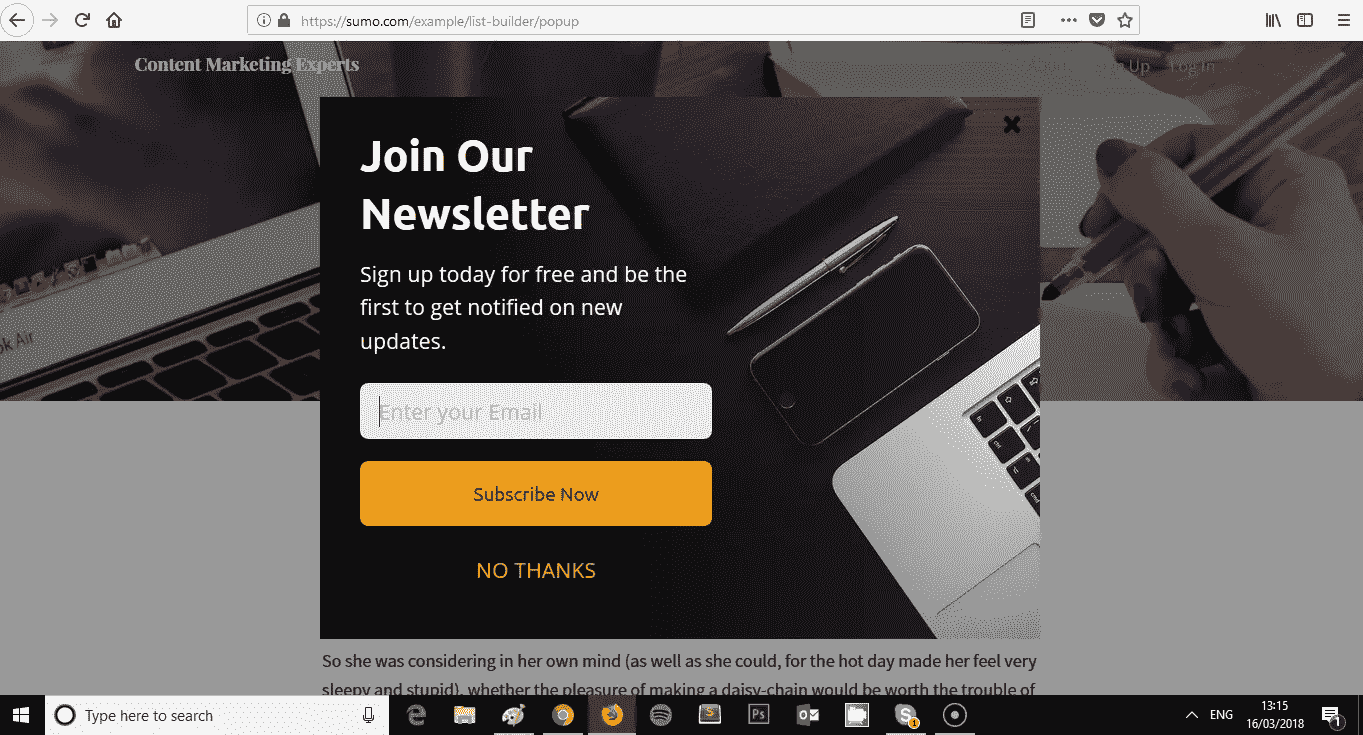 https://sumo.com/example/list-builder/popup
Content Marketing Experts
Up Log In
Join Our
Newsletter
Sign up today for free and be the
first to get notified on new
updates.
Enter your Email
Subscribe Now
NO THANKS
ok Air
So she was considering in her own mind (as well as she could, for the hot day made her feel very
sleepy and stupid), whether the pleasure of making a daisy-chain would be worth the trouble of
Type here to search
Ps
S
1
ENG
13:15
16/03/2018
1